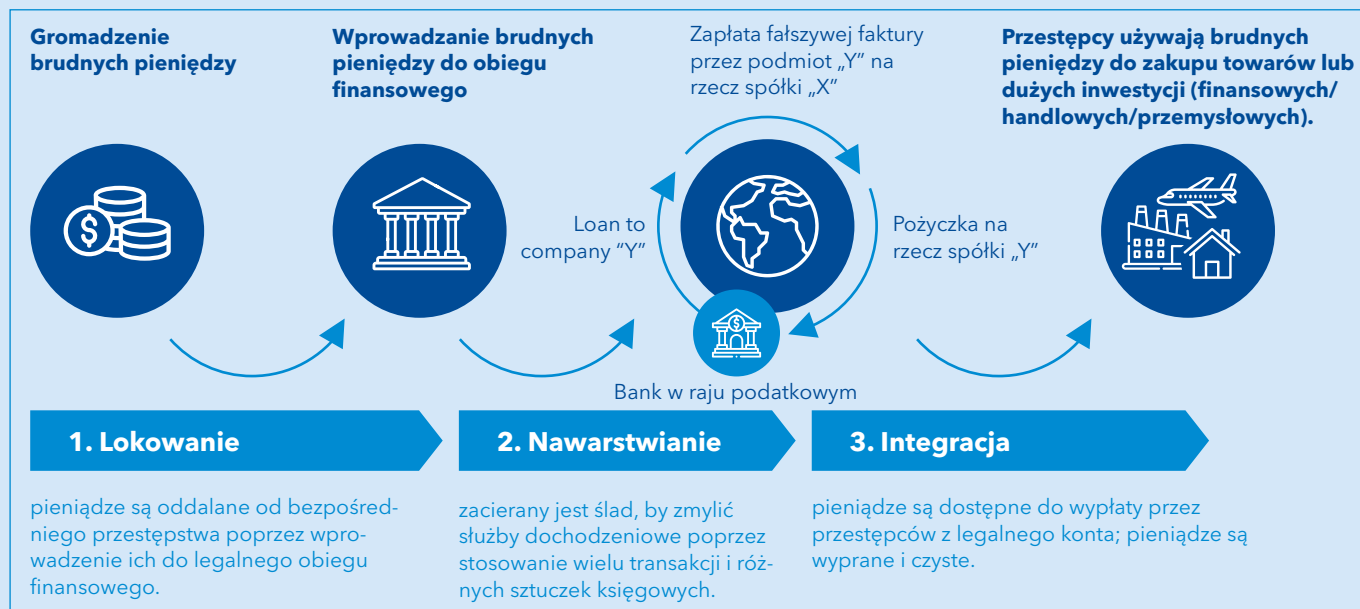 Gromadzenie
brudnych pieniędzy
Wprowadzanie brudnych
pieniędzy do obiegu
finansowego
Zapłata fałszywej faktury
przez podmiot „Y” na
rzecz spółki „X”
Przestępcy używają brudnych
pieniędzy do zakupu towarów lub
dużych inwestycji (finansowych/
handlowych/przemysłowych).
Loan to
company “Y”
Pożyczka na
rzecz spółki „Y”
Bank w raju podatkowym
1. Lokowanie
2. Nawarstwianie
3. Integracja
pieniądze są oddalane od bezpośred-
niego przestępstwa poprzez wpro-
wadzenie ich do legalnego obiegu
finansowego.
zacierany jest ślad, by zmylić
służby dochodzeniowe poprzez
stosowanie wielu transakcji i róż-
nych sztuczek księgowych.
pieniądze są dostępne do wypłaty przez
przestępców z legalnego konta; pieniądze są
wyprane i czyste.